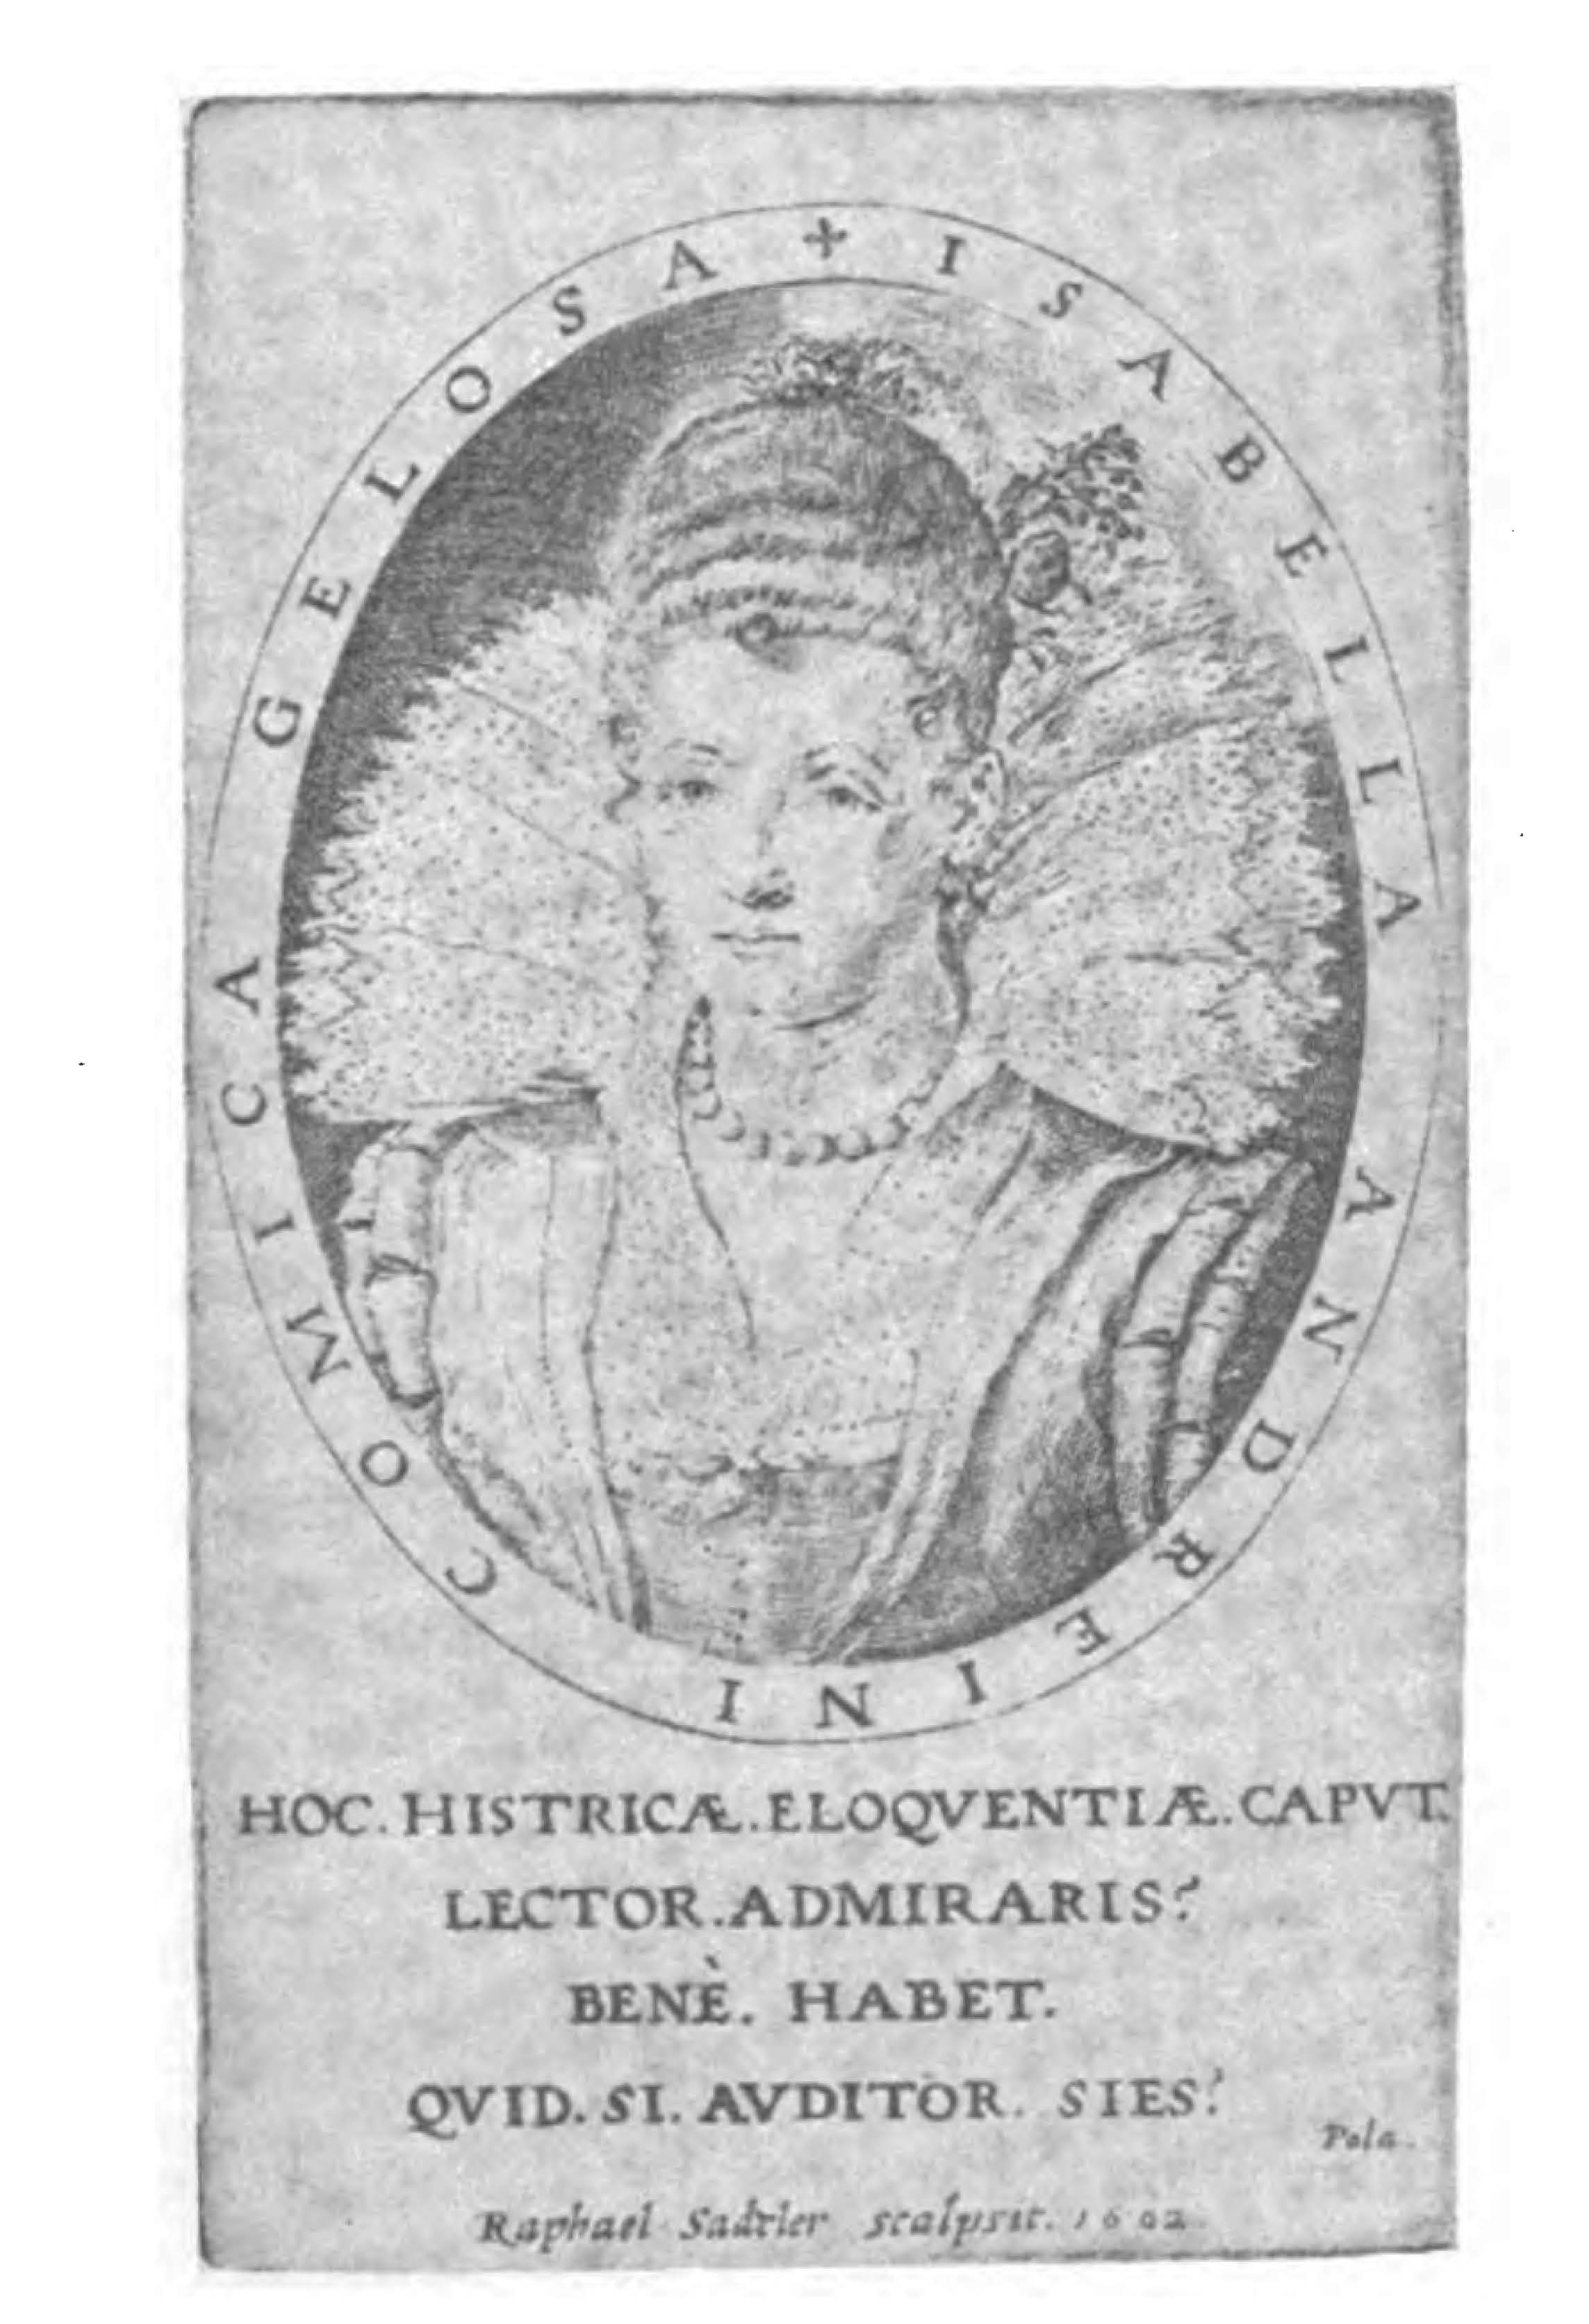 + ISABELLA ANDREINI COMICA GELOSA
HOC. HISTRICÆ. ELOQVENTIÆ. CAPVT.
LECTOR. ADMIRARIS?
BENÈ. HABET.
QVID. SI. AVDITOR. SIES?
Pola.
Raphael Sadeler scalpsit. 1602.